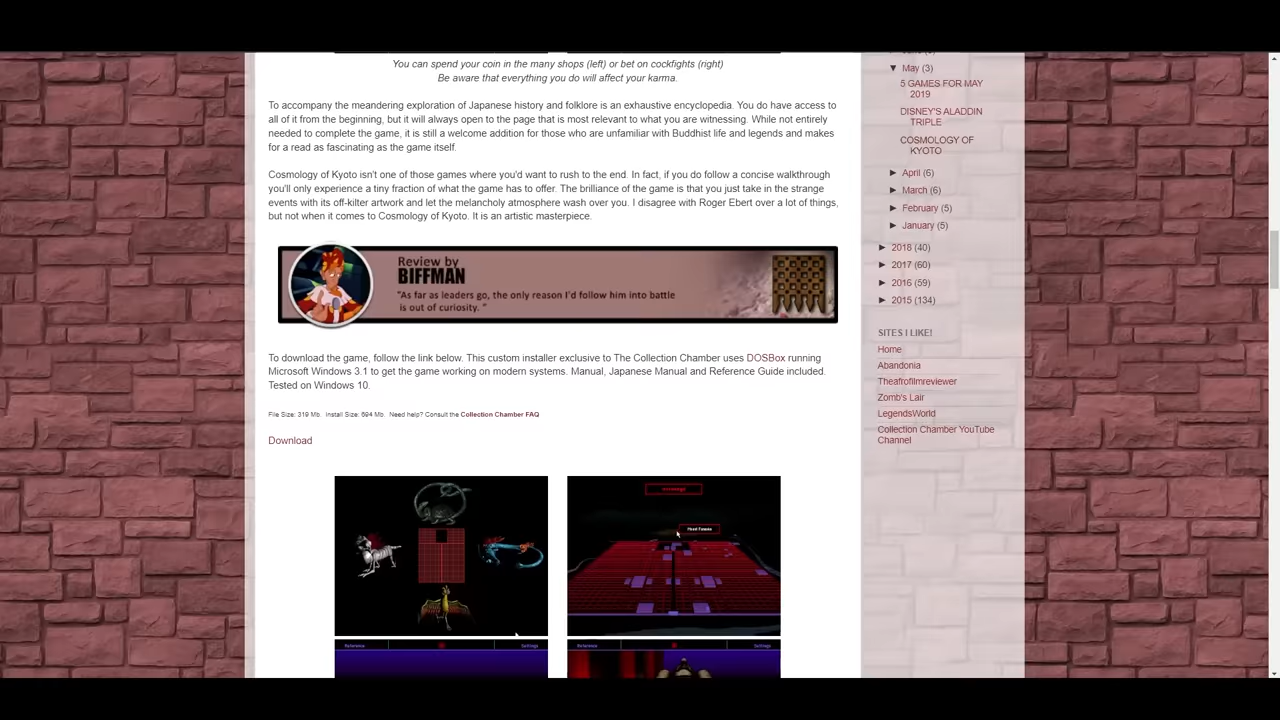 You can spend your coin in the many shops (left) or bet on cockfights (right)
Be aware that everything you do will affect your karma.
To accompany the meandering exploration of Japanese history and folklore is an exhaustive encyclopedia. You do have access to
all of it from the beginning, but it will always open to the page that is most relevant to what you are witnessing. While not entirely
needed to complete the game, it is still a welcome addition for those who are unfamiliar with Buddhist life and legends and makes
for a read as fascinating as the game itself.
Cosmology of Kyoto isn't one of those games where you'd want to rush to the end. In fact, if you do follow a concise walkthrough
you'll only experience a tiny fraction of what the game has to offer. The brilliance of the game is that you just take in the strange
events with its off-kilter artwork and let the melancholy atmosphere wash over you. I disagree with Roger Ebert over a lot of things,
but not when it comes to Cosmology of Kyoto. It is an artistic masterpiece.
Review by
BIFFMAN
"As far as leaders go, the only reason I'd follow him into battle
is out of curiosity. "
To download the game, follow the link below. This custom installer exclusive to The Collection Chamber uses DOSBox running
Microsoft Windows 3.1 to get the game working on modern systems. Manual, Japanese Manual and Reference Guide included.
Tested on Windows 10.
File Size: 319 Mb. Install Size: 694 Mb. Need help? Consult the Collection Chamber FAQ
Download
Reference
Settings
Reference
Settings
▼ May (3)
5 GAMES FOR MAY
2019
DISNEY'S ALADDIN
TRIPLE
COSMOLOGY OF
KYOTO
► April (6)
► March (6)
► February (5)
► January (5)
► 2018 (40)
► 2017 (60)
► 2016 (59)
► 2015 (134)
SITES I LIKE!
Home
Abandonia
Theafrofilmreviewer
Zomb's Lair
LegendsWorld
Collection Chamber YouTube
Channel